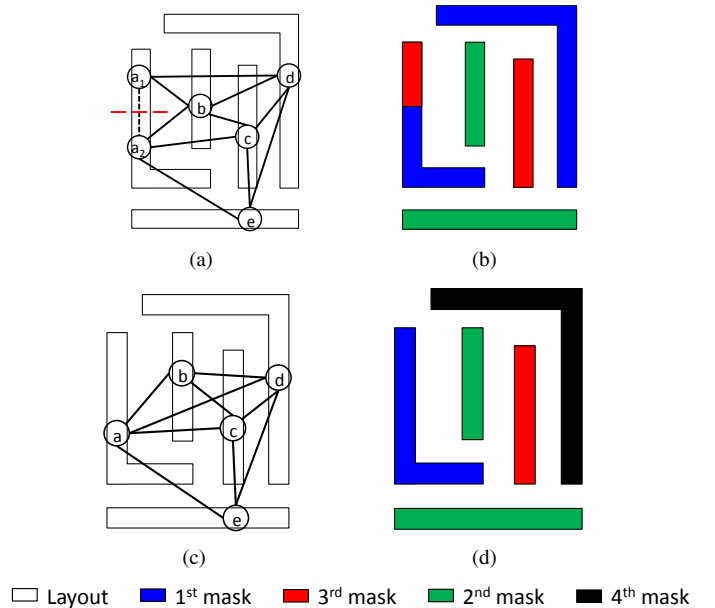 a₁
d
b
c
a₂
e
(a) (b)
b
d
a
c
e
(c) (d)
Layout 1ˢᵗ mask 3ʳᵈ mask 2ⁿᵈ mask 4ᵗʰ mask